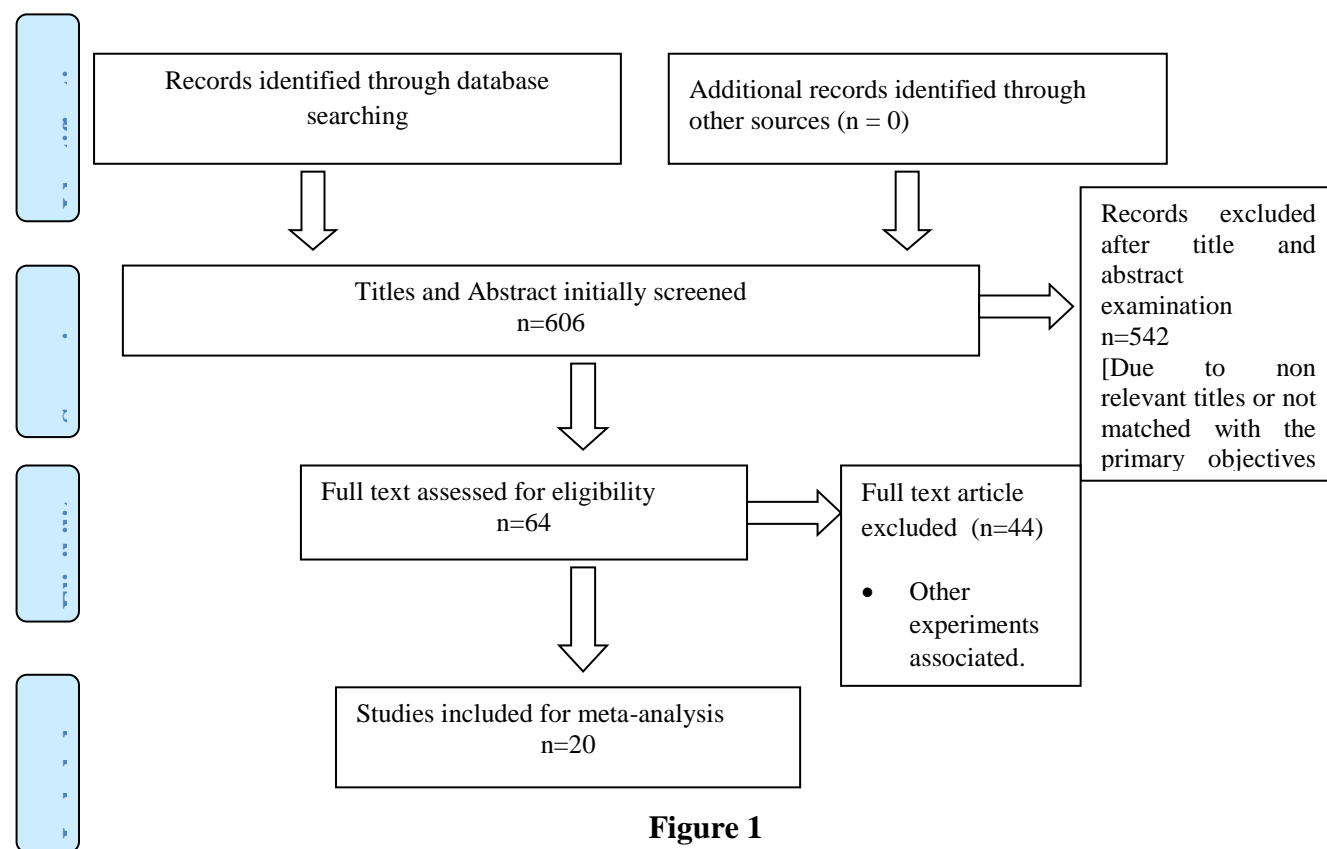 Records identified through database
searching
Additional records identified through
other sources (n = 0)
Titles and Abstract initially screened
n=606
Records excluded
after title and
abstract
examination
n=542
[Due to non
relevant titles or not
matched with the
primary objectives
Full text assessed for eligibility
n=64
Full text article
excluded (n=44)
• Other
experiments
associated.
Studies included for meta-analysis
n=20
Figure 1